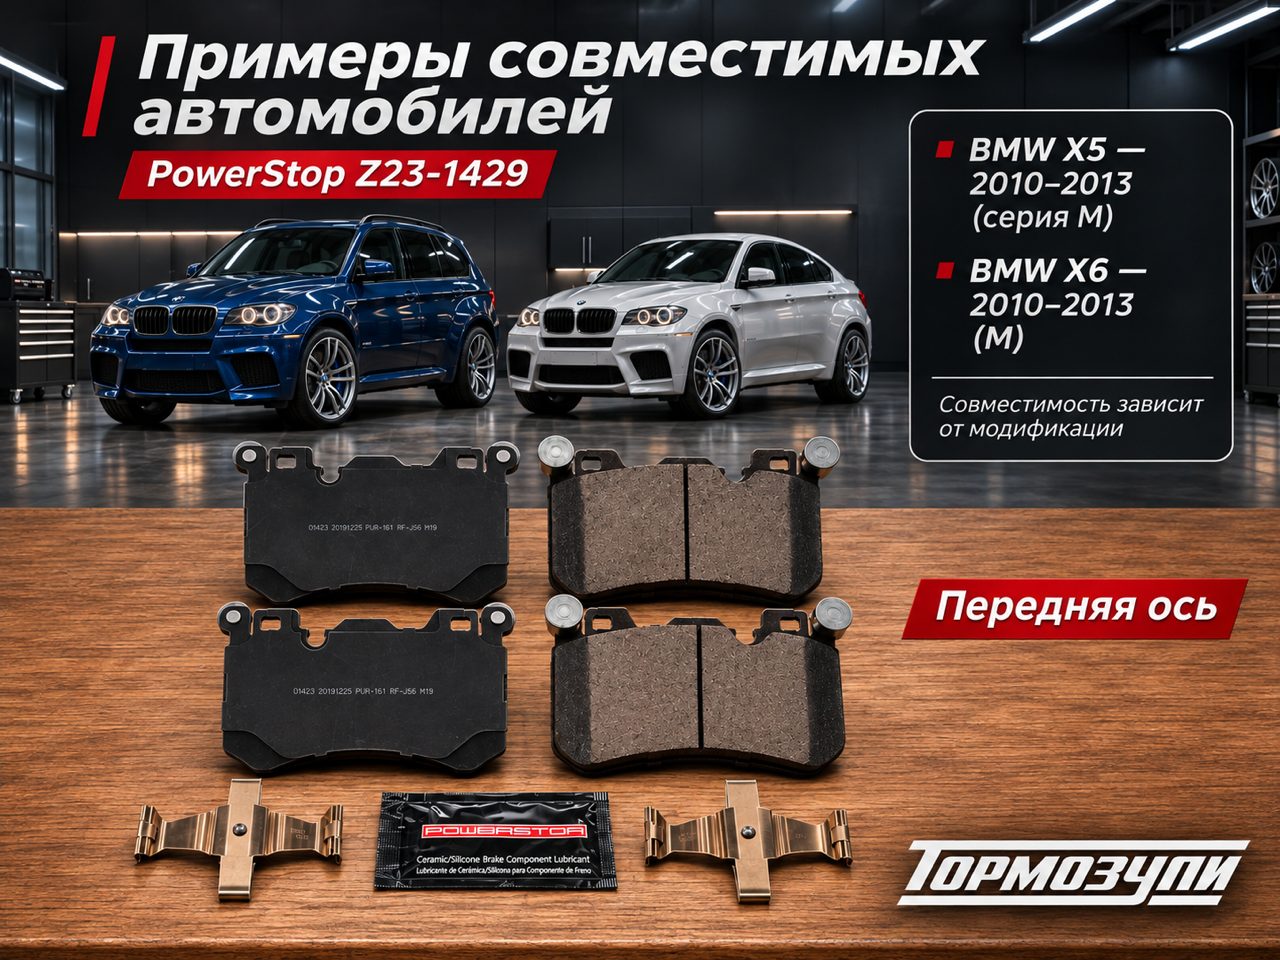 Примеры совместимых
автомобилей
PowerStop Z23-1429
BMW X5 —
2010–2013
(серия M)
BMW X6 —
2010–2013
(M)
Совместимость зависит
от модификации
01423 20191225 PUR-161 RF-J56 M19
01423 20191225 PUR-161 RF-J56 M19
Передняя ось
POWERSTOP
Ceramic/Silicone Brake Component Lubricant
Lubricante de Cerámica/Silicona para Componente de Freno
ТОРМОЗУПИ